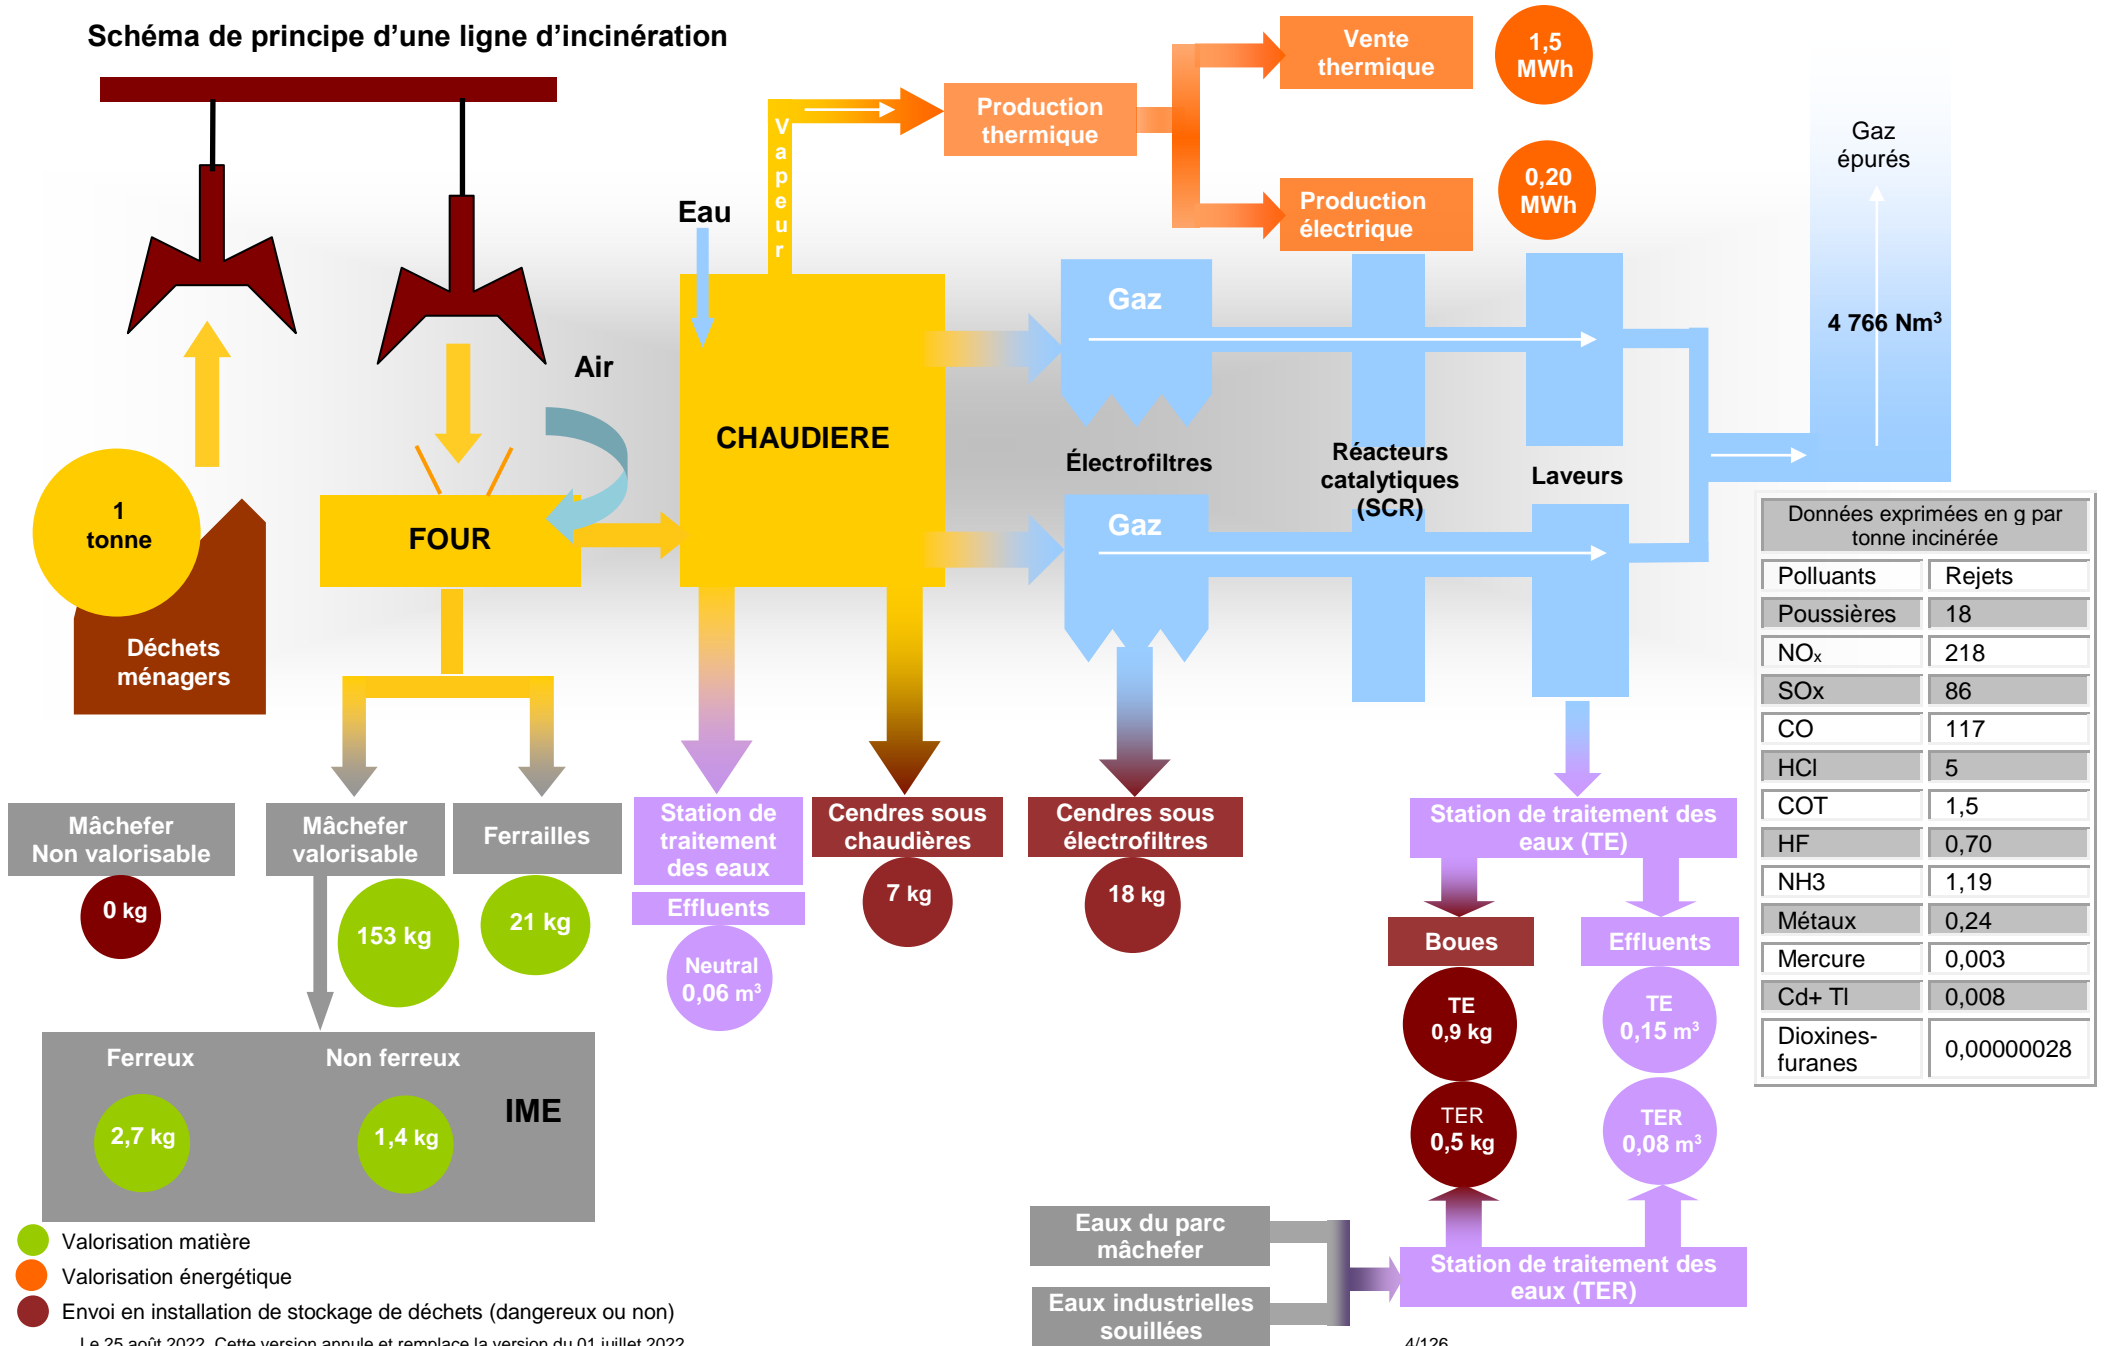 Schéma de principe d’une ligne d’incinération
Vente
thermique
1,5
MWh
Production
thermique
Vapeur
Production
électrique
0,20
MWh
Gaz
épurés
4 766 Nm³
Eau
Air
Gaz
CHAUDIERE
Électrofiltres
Réacteurs
catalytiques
(SCR)
Laveurs
Gaz
1
tonne
Déchets
ménagers
FOUR
Données exprimées en g par
tonne incinérée
Polluants Rejets
Poussières 18
NOₓ 218
SOx 86
CO 117
HCl 5
COT 1,5
HF 0,70
NH3 1,19
Métaux 0,24
Mercure 0,003
Cd+ Tl 0,008
Dioxines-
furanes 0,00000028
Mâchefer
Non valorisable
0 kg
Mâchefer
valorisable
153 kg
Ferrailles
21 kg
Station de
traitement
des eaux
Effluents
Neutral
0,06 m³
Cendres sous
chaudières
7 kg
Cendres sous
électrofiltres
18 kg
Station de traitement des
eaux (TE)
Boues
Effluents
TE
0,9 kg
TE
0,15 m³
TER
0,5 kg
TER
0,08 m³
Ferreux
Non ferreux
IME
2,7 kg
1,4 kg
Eaux du parc
mâchefer
Eaux industrielles
souillées
Station de traitement des
eaux (TER)
Valorisation matière
Valorisation énergétique
Envoi en installation de stockage de déchets (dangereux ou non)
Le 25 août 2022. Cette version annule et remplace la version du 01 juillet 2022
4/126